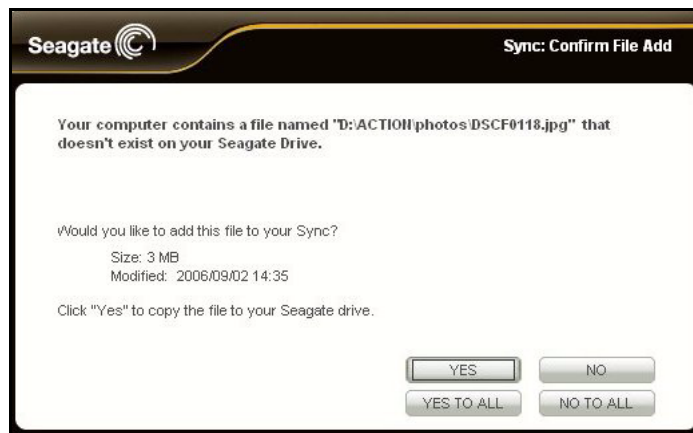 Seagate
Sync: Confirm File Add
Your computer contains a file named "D:\ACTION\photos\DSCF0118.jpg" that
doesn't exist on your Seagate Drive.
Would you like to add this file to your Sync?
Size: 3 MB
Modified: 2006/09/02 14:35
Click "Yes" to copy the file to your Seagate drive.
YES
NO
YES TO ALL
NO TO ALL